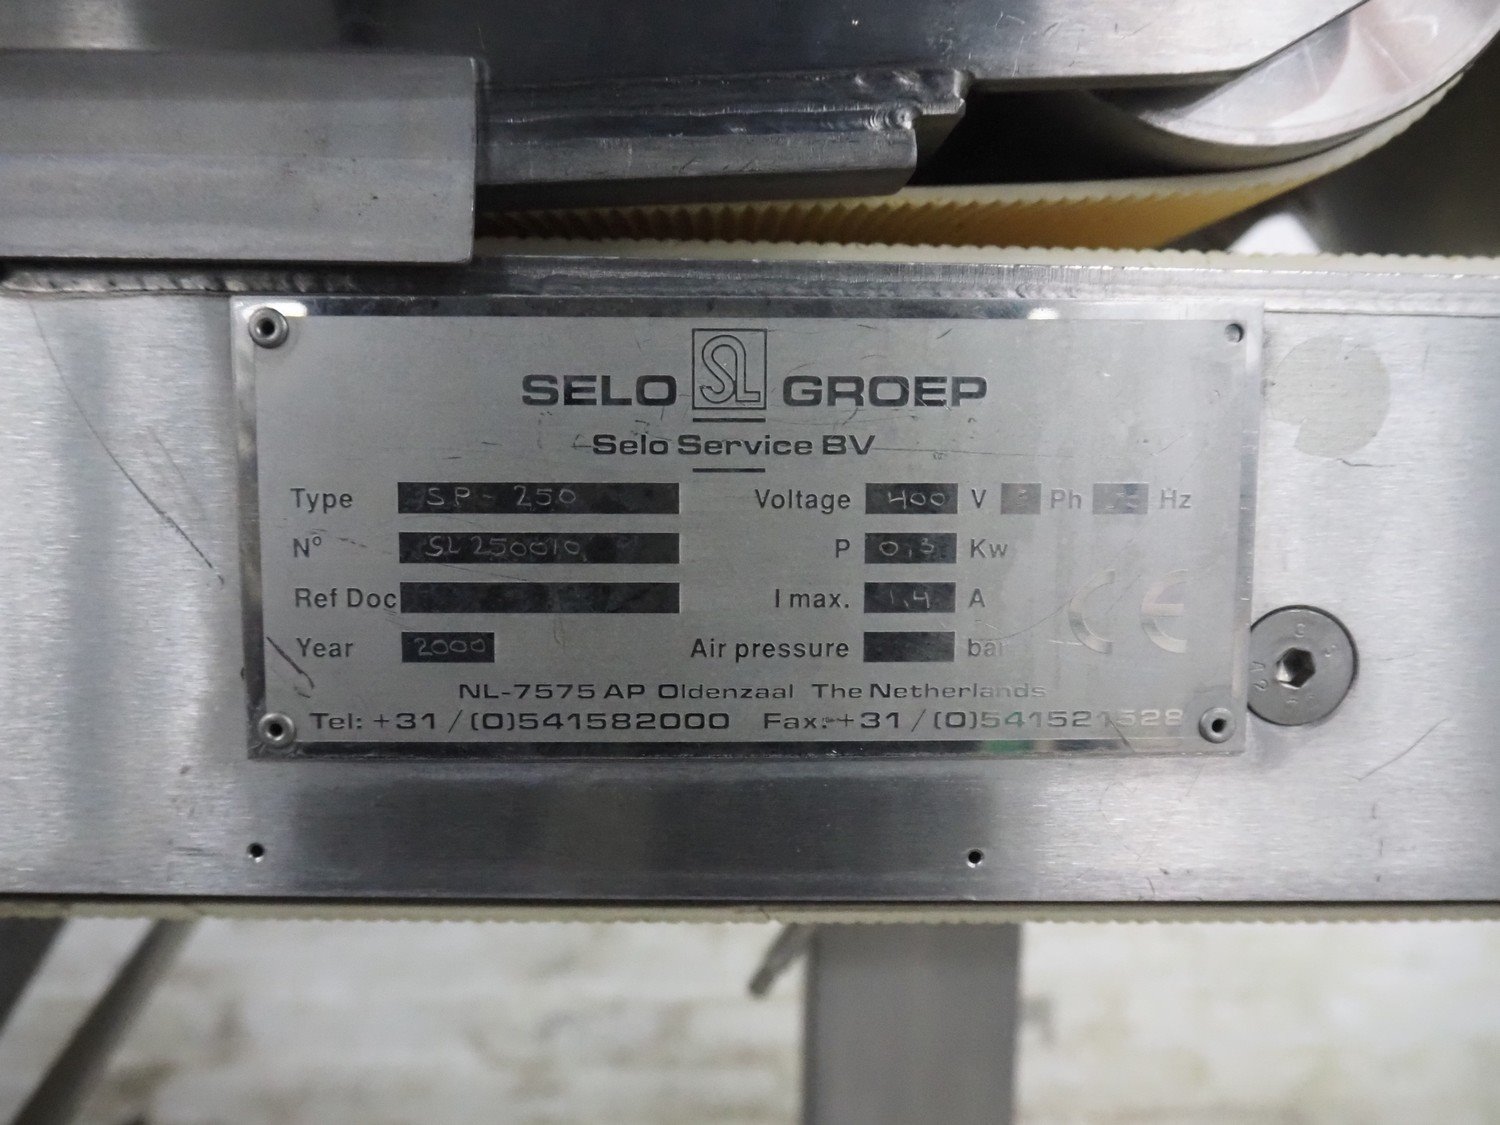 SELO SL GROEP
Selo Service BV
Type SP-250 Voltage 400 V Ph Hz
Nº SL250010 P 0,3 Kw
Ref Doc I max. 1,4 A
Year 2000 Air pressure bar
CE
NL-7575 AP Oldenzaal The Netherlands
Tel: +31 / (0)541582000 Fax: +31 / (0)541521528